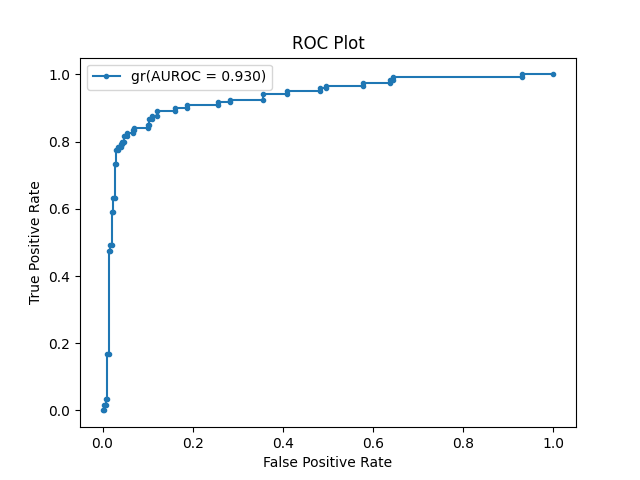 ROC Plot
gr(AUROC = 0.930)
True Positive Rate
1.0
0.8
0.6
0.4
0.2
0.0
0.0 0.2 0.4 0.6 0.8 1.0
False Positive Rate